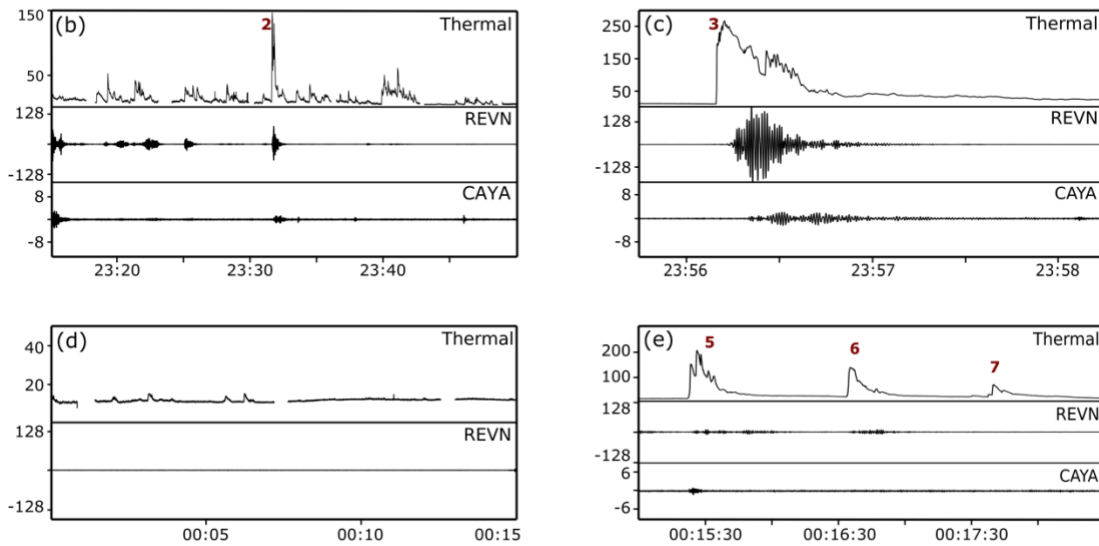 (b)
2
Thermal
150
50
REVN
128
-128
CAYA
8
-8
23:20
23:30
23:40
(c)
3
Thermal
250
150
50
REVN
128
-128
CAYA
8
-8
23:56
23:57
23:58
(d)
Thermal
40
20
REVN
128
-128
00:05
00:10
00:15
(e)
5
6
7
Thermal
200
100
REVN
128
-128
CAYA
6
-6
00:15:30
00:16:30
00:17:30